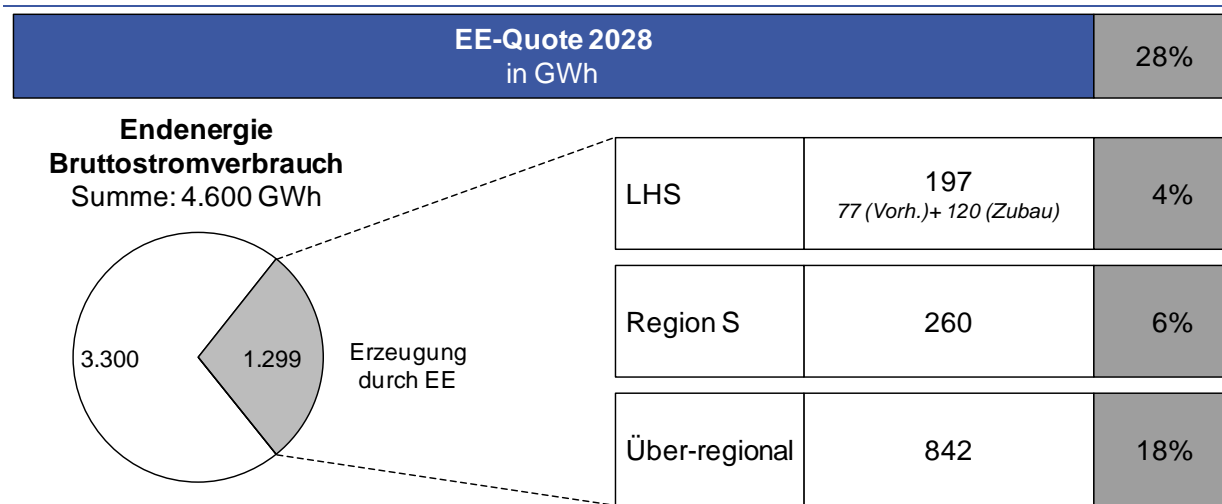 EE-Quote 2028
in GWh
28%
Endenergie
Bruttostromverbrauch
Summe: 4.600 GWh
3.300
1.299
Erzeugung
durch EE
LHS
197
77 (Vorh.)+ 120 (Zubau)
4%
Region S
260
6%
Über-regional
842
18%